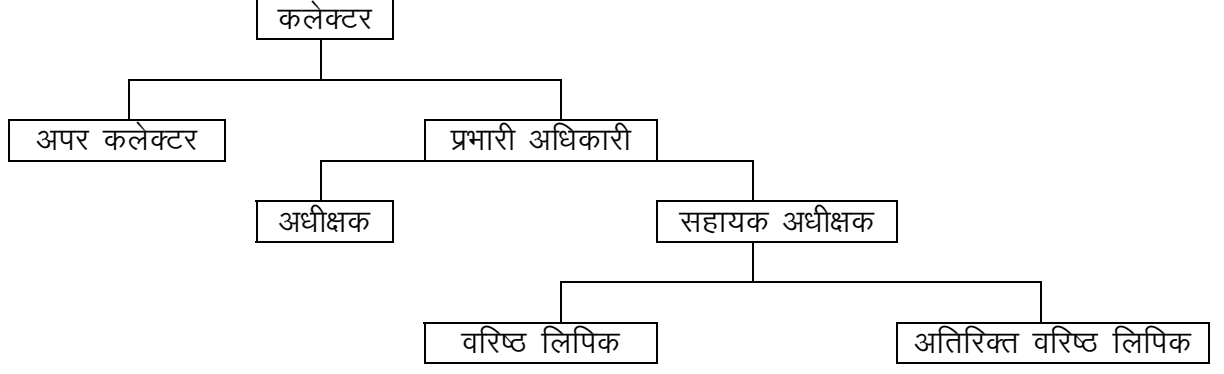 कलेक्टर
अपर कलेक्टर
प्रभारी अधिकारी
अधीक्षक
सहायक अधीक्षक
वरिष्ठ लिपिक
अतिरिक्त वरिष्ठ लिपिक